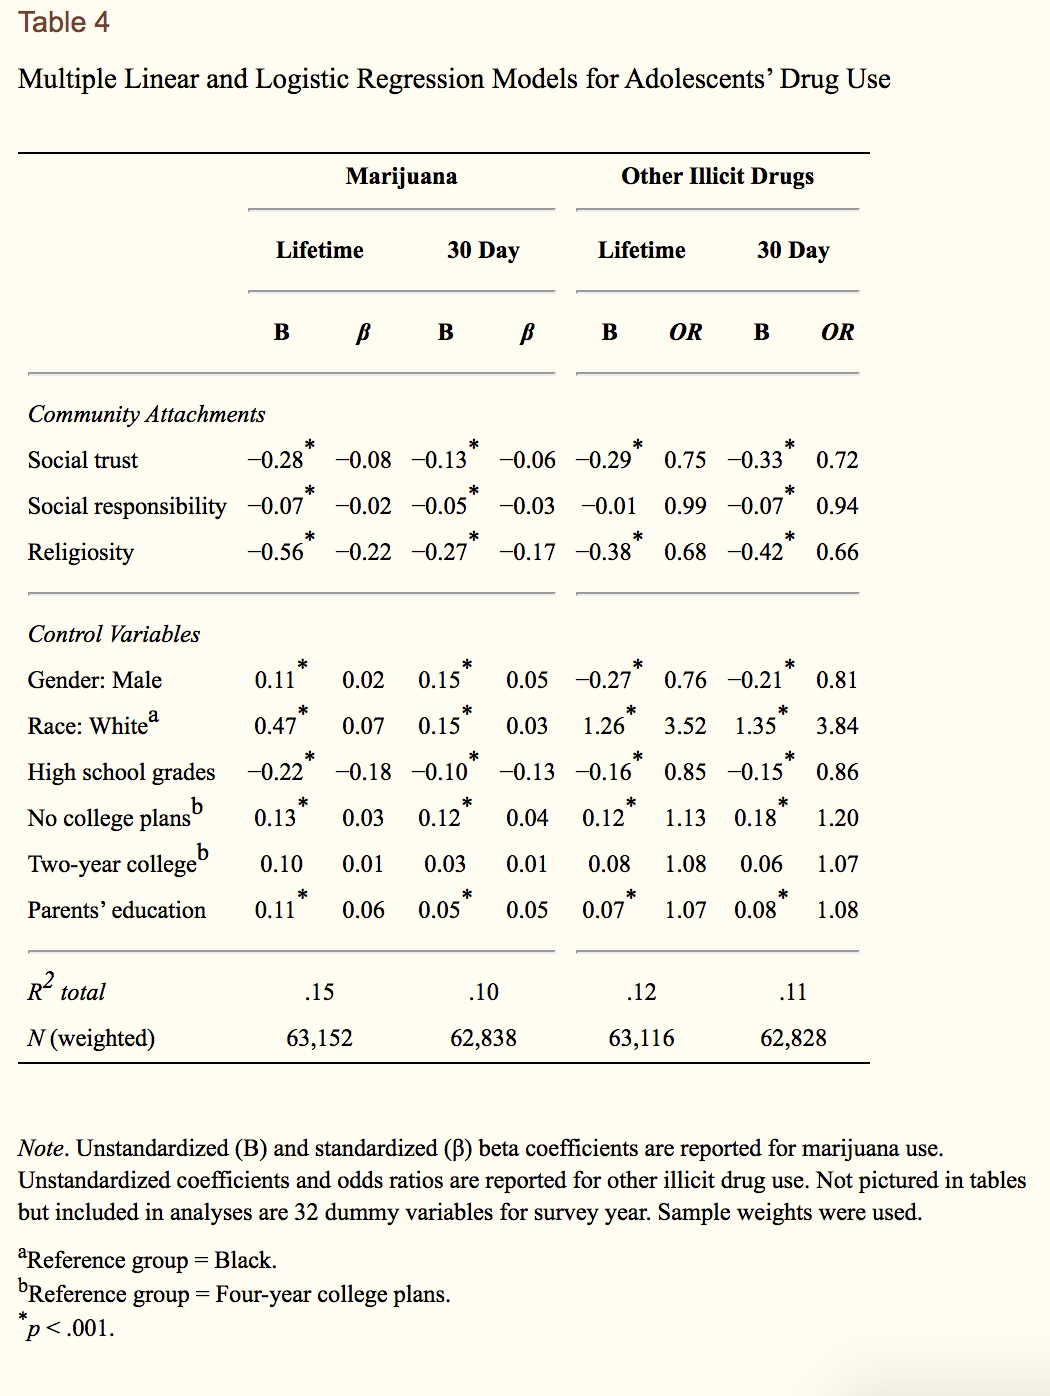 Table 4
Multiple Linear and Logistic Regression Models for Adolescents’ Drug Use
Marijuana Other Illicit Drugs
Lifetime 30 Day Lifetime 30 Day
B β B β B OR B OR
Community Attachments
Social trust −0.28* −0.08 −0.13* −0.06 −0.29* 0.75 −0.33* 0.72
Social responsibility −0.07* −0.02 −0.05* −0.03 −0.01 0.99 −0.07* 0.94
Religiosity −0.56* −0.22 −0.27* −0.17 −0.38* 0.68 −0.42* 0.66
Control Variables
Gender: Male 0.11* 0.02 0.15* 0.05 −0.27* 0.76 −0.21* 0.81
Race: Whiteᵃ 0.47* 0.07 0.15* 0.03 1.26* 3.52 1.35* 3.84
High school grades −0.22* −0.18 −0.10* −0.13 −0.16* 0.85 −0.15* 0.86
No college plansᵇ 0.13* 0.03 0.12* 0.04 0.12* 1.13 0.18* 1.20
Two-year collegeᵇ 0.10 0.01 0.03 0.01 0.08 1.08 0.06 1.07
Parents’ education 0.11* 0.06 0.05* 0.05 0.07* 1.07 0.08* 1.08
R² total .15 .10 .12 .11
N (weighted) 63,152 62,838 63,116 62,828
Note. Unstandardized (B) and standardized (β) beta coefficients are reported for marijuana use.
Unstandardized coefficients and odds ratios are reported for other illicit drug use. Not pictured in tables
but included in analyses are 32 dummy variables for survey year. Sample weights were used.
ᵃReference group = Black.
ᵇReference group = Four-year college plans.
*p < .001.